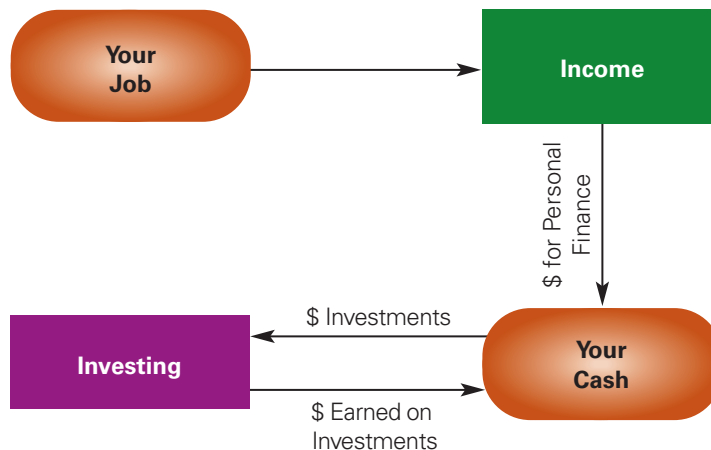 Your
Job
Income
$ for Personal
Finance
$ Investments
Investing
Your
Cash
$ Earned on
Investments